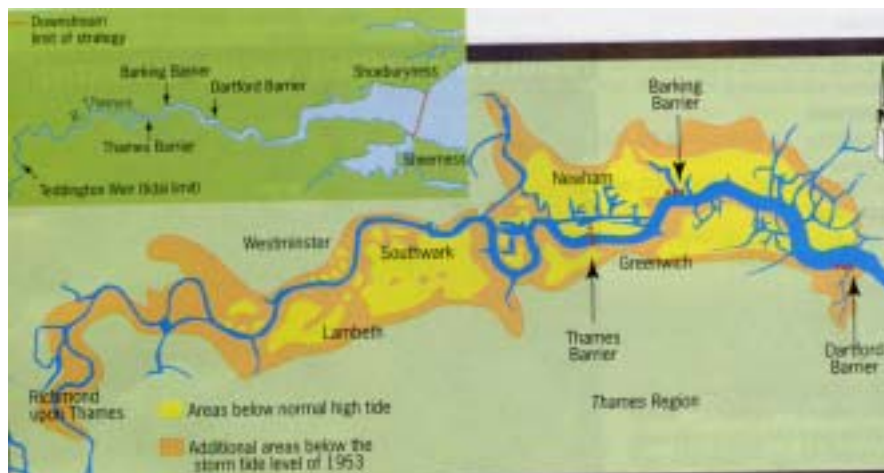 Downstream
limit of strategy
Barking Barrier
Shoeburyness
Dartford Barrier
R. Thames
Thames Barrier
Sheerness
Teddington Weir (tidal limit)
Barking
Barrier
Newham
Westminster
Southwark
Greenwich
Lambeth
Thames
Barrier
Dartford
Barrier
Richmond
upon Thames
Areas below normal high tide
Thames Region
Additional areas below the
storm tide level of 1953